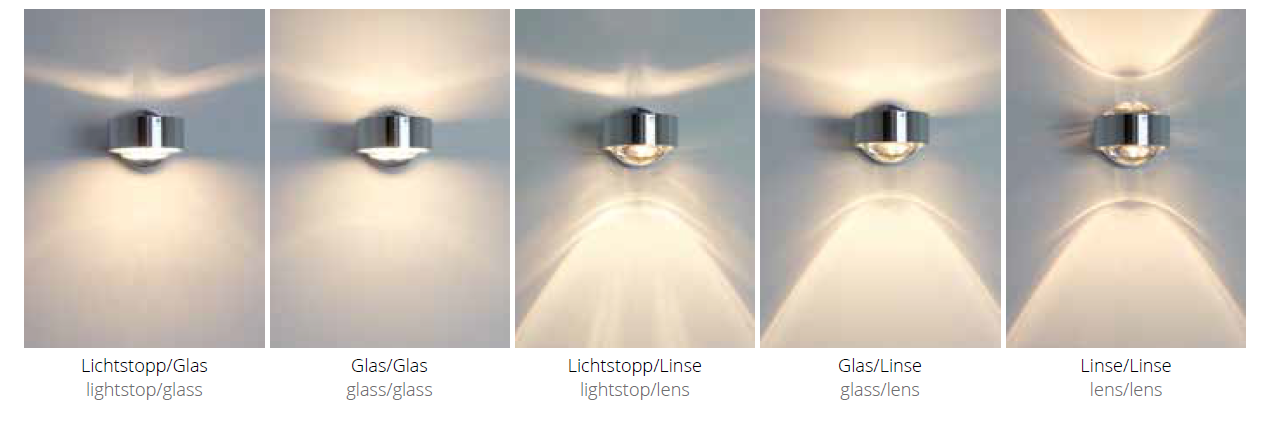 Lichtstopp/Glas
lightstop/glass
Glas/Glas
glass/glass
Lichtstopp/Linse
lightstop/lens
Glas/Linse
glass/lens
Linse/Linse
lens/lens